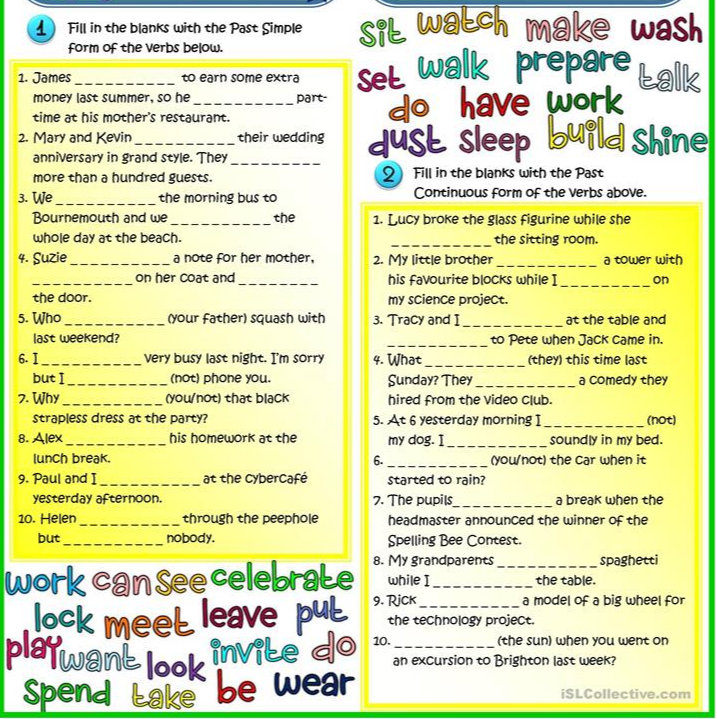 1 Fill in the blanks with the Past Simple
form of the verbs below.
1. James __________ to earn some extra
money last summer, so he __________ part-
time at his mother's restaurant.
2. Mary and Kevin __________ their wedding
anniversary in grand style. They _________
more than a hundred guests.
3. We __________ the morning bus to
Bournemouth and we __________ the
whole day at the beach.
4. Suzie __________ a note for her mother,
__________ on her coat and ________
the door.
5. Who __________ (your father) squash with
last weekend?
6. I __________ very busy last night. I'm sorry
but I __________ (not) phone you.
7. Why __________ (you/not) that black
strapless dress at the party?
8. Alex __________ his homework at the
lunch break.
9. Paul and I __________ at the cybercafé
yesterday afternoon.
10. Helen __________ through the peephole
but __________ nobody.
work can see celebrate
lock meet leave put
play want look invite do
spend take be wear
sit watch make wash
set walk prepare talk
do have work
dust sleep build shine
2 Fill in the blanks with the Past
Continuous form of the verbs above.
1. Lucy broke the glass figurine while she
__________ the sitting room.
2. My little brother __________ a tower with
his favourite blocks while I _________ on
my science project.
3. Tracy and I __________ at the table and
__________ to Pete when Jack came in.
4. What __________ (they) this time last
Sunday? They __________ a comedy they
hired from the video club.
5. At 6 yesterday morning I __________ (not)
my dog. I __________ soundly in my bed.
6. __________ (you/not) the car when it
started to rain?
7. The pupils __________ a break when the
headmaster announced the winner of the
Spelling Bee Contest.
8. My grandparents __________ spaghetti
while I __________ the table.
9. Rick __________ a model of a big wheel for
the technology project.
10. __________ (the sun) when you went on
an excursion to Brighton last week?
iSLCollective.com